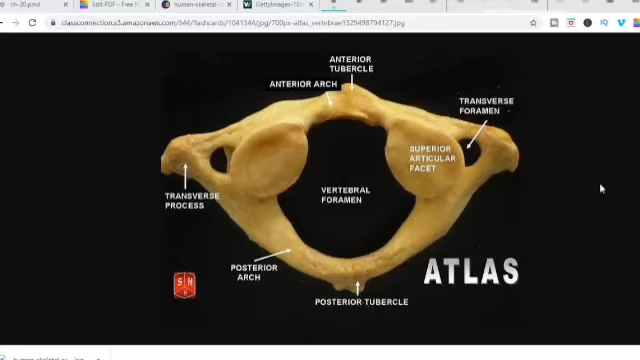 ch-20.pmd
Edit PDF - Free F
human-skeletal-
GettyImages-186
classconnection.s3.amazonaws.com/344/flashcards/1041344/jpg/700px-atlas_vertebrae1329498794127.jpg
ANTERIOR
TUBERCLE
ANTERIOR ARCH
TRANSVERSE
FORAMEN
SUPERIOR
ARTICULAR
FACET
VERTEBRAL
FORAMEN
TRANSVERSE
PROCESS
POSTERIOR
ARCH
ATLAS
POSTERIOR TUBERCLE